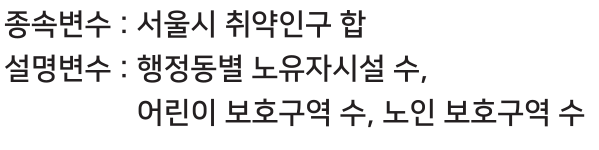 종속변수 : 서울시 취약인구 합
설명변수 : 행정동별 노유자시설 수,
어린이 보호구역 수, 노인 보호구역 수